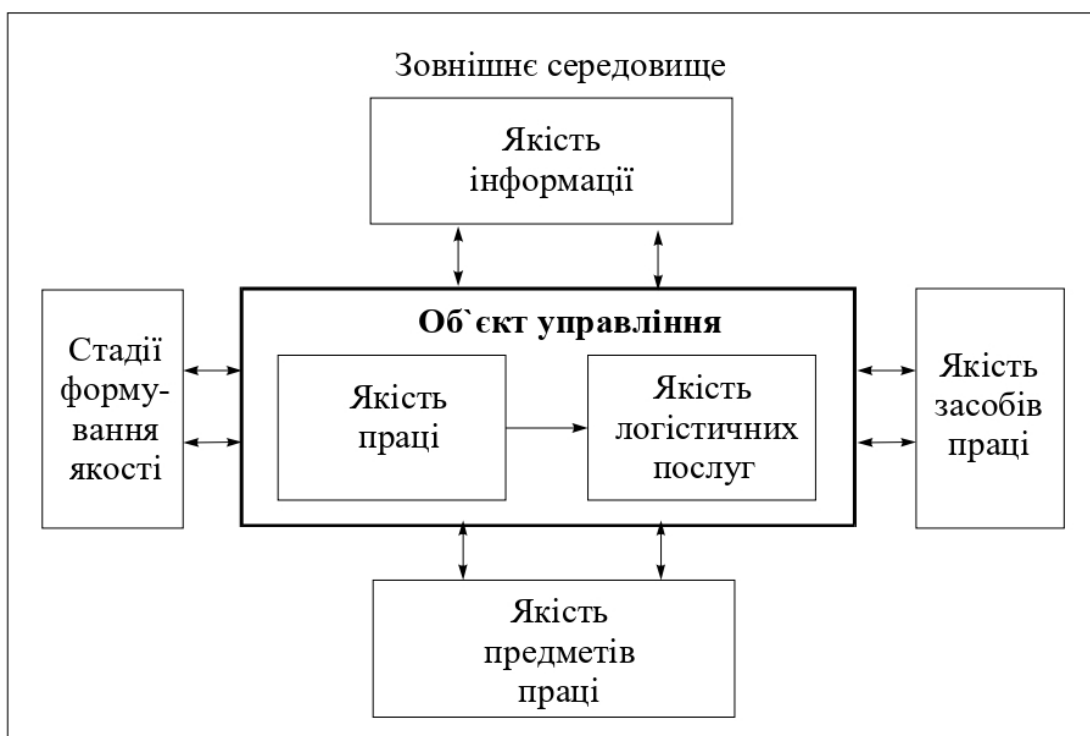 Зовнішнє середовище
Якість
інформації
Стадії
форму-
вання
якості
Об`єкт управління
Якість
праці
Якість
логістичних
послуг
Якість
засобів
праці
Якість
предметів
праці